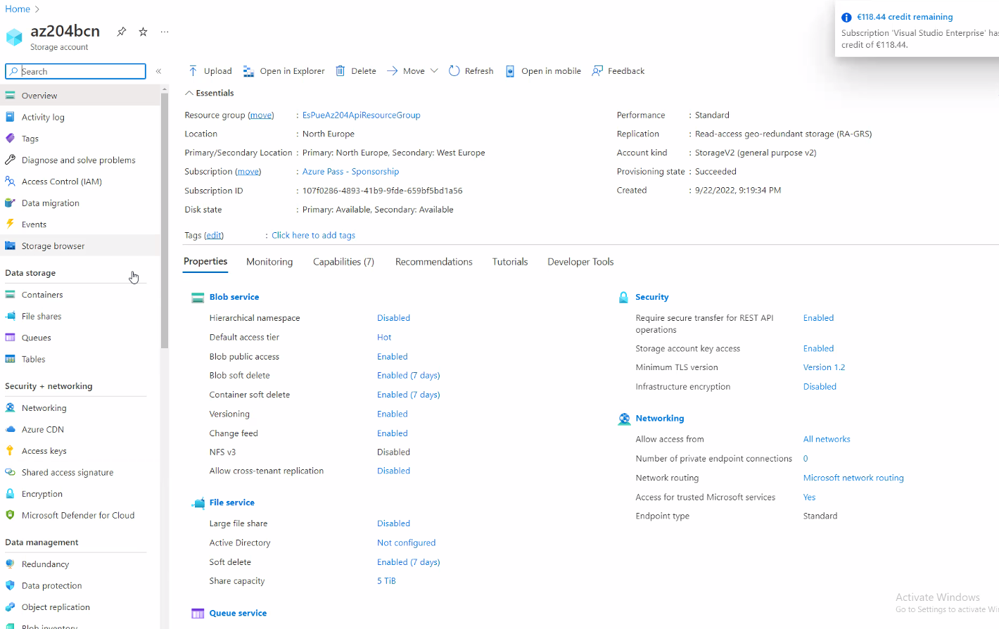 Home
€118.44 credit remaining
Subscription 'Visual Studio Enterprise' has
credit of €118.44.
az204bcn
Storage account
Search
Upload Open in Explorer Delete Move Refresh Open in mobile Feedback
Overview
Activity log
Tags
Diagnose and solve problems
Access Control (IAM)
Data migration
Events
Storage browser
Data storage
Containers
File shares
Queues
Tables
Security + networking
Networking
Azure CDN
Access keys
Shared access signature
Encryption
Microsoft Defender for Cloud
Data management
Redundancy
Data protection
Object replication
Blob inventory
Essentials
Resource group (move) : EsPueAz204ApiResourceGroup
Location : North Europe
Primary/Secondary Location : Primary: North Europe, Secondary: West Europe
Subscription (move) : Azure Pass - Sponsorship
Subscription ID : 107f0286-4893-41b9-9fde-659bf5bd1a56
Disk state : Primary: Available, Secondary: Available
Tags (edit) : Click here to add tags
Performance : Standard
Replication : Read-access geo-redundant storage (RA-GRS)
Account kind : StorageV2 (general purpose v2)
Provisioning state : Succeeded
Created : 9/22/2022, 9:19:34 PM
Properties Monitoring Capabilities (7) Recommendations Tutorials Developer Tools
Blob service
Hierarchical namespace Disabled
Default access tier Hot
Blob public access Enabled
Blob soft delete Enabled (7 days)
Container soft delete Enabled (7 days)
Versioning Enabled
Change feed Enabled
NFS v3 Disabled
Allow cross-tenant replication Disabled
File service
Large file share Disabled
Active Directory Not configured
Soft delete Enabled (7 days)
Share capacity 5 TiB
Queue service
Security
Require secure transfer for REST API Enabled
operations
Storage account key access Enabled
Minimum TLS version Version 1.2
Infrastructure encryption Disabled
Networking
Allow access from All networks
Number of private endpoint connections 0
Network routing Microsoft network routing
Access for trusted Microsoft services Yes
Endpoint type Standard
Activate Windows
Go to Settings to activate Wi